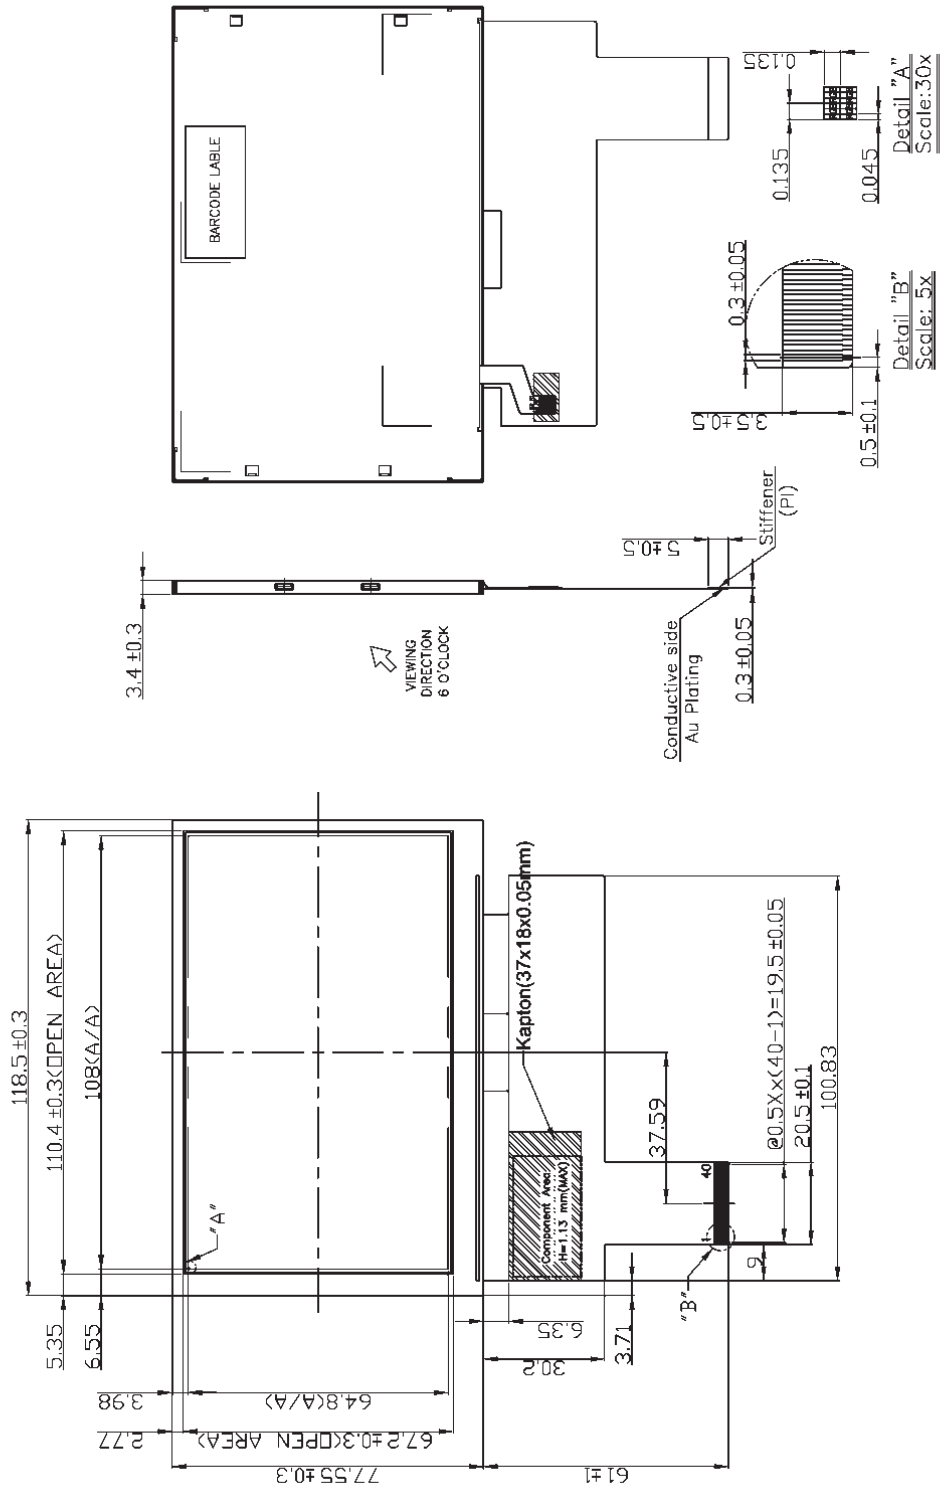 BARCODE LABLE
0.135
0.135
0.045
Detail "A"
Scale:30x
0.3±0.05
3.5±0.5
0.5±0.1
Detail "B"
Scale: 5x
3.4±0.3
VIEWING
DIRECTION
6 O'CLOCK
5±0.5
Stiffener
(PI)
Conductive side
Au Plating
0.3±0.05
118.5±0.3
110.4±0.3(OPEN AREA)
108(A/A)
"A"
5.35
6.55
3.98
64.8(A/A)
2.77
67.2±0.3(OPEN AREA)
77.55±0.3
Kapton(37x18x0.05mm)
Component Area
H=1.13 mm(MAX)
37.59
40
1
"B"
9
6.35
3.71
30.2
61±1
@0.5Xx(40-1)=19.5±0.05
20.5±0.1
100.83